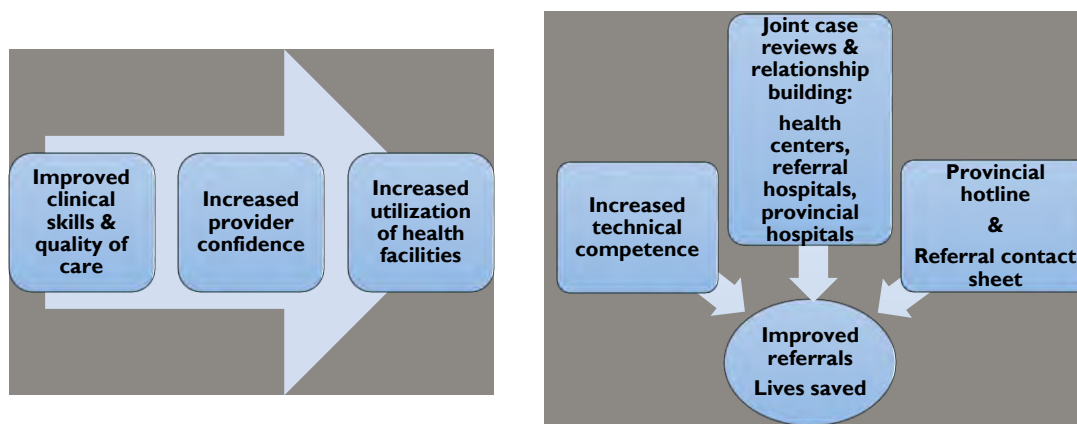 Improved
clinical
skills &
quality of
care
Increased
provider
confidence
Increased
utilization
of health
facilities
Joint case
reviews &
relationship
building:
health
centers,
referral
hospitals,
provincial
hospitals
Increased
technical
competence
Provincial
hotline
&
Referral contact
sheet
Improved
referrals
Lives saved